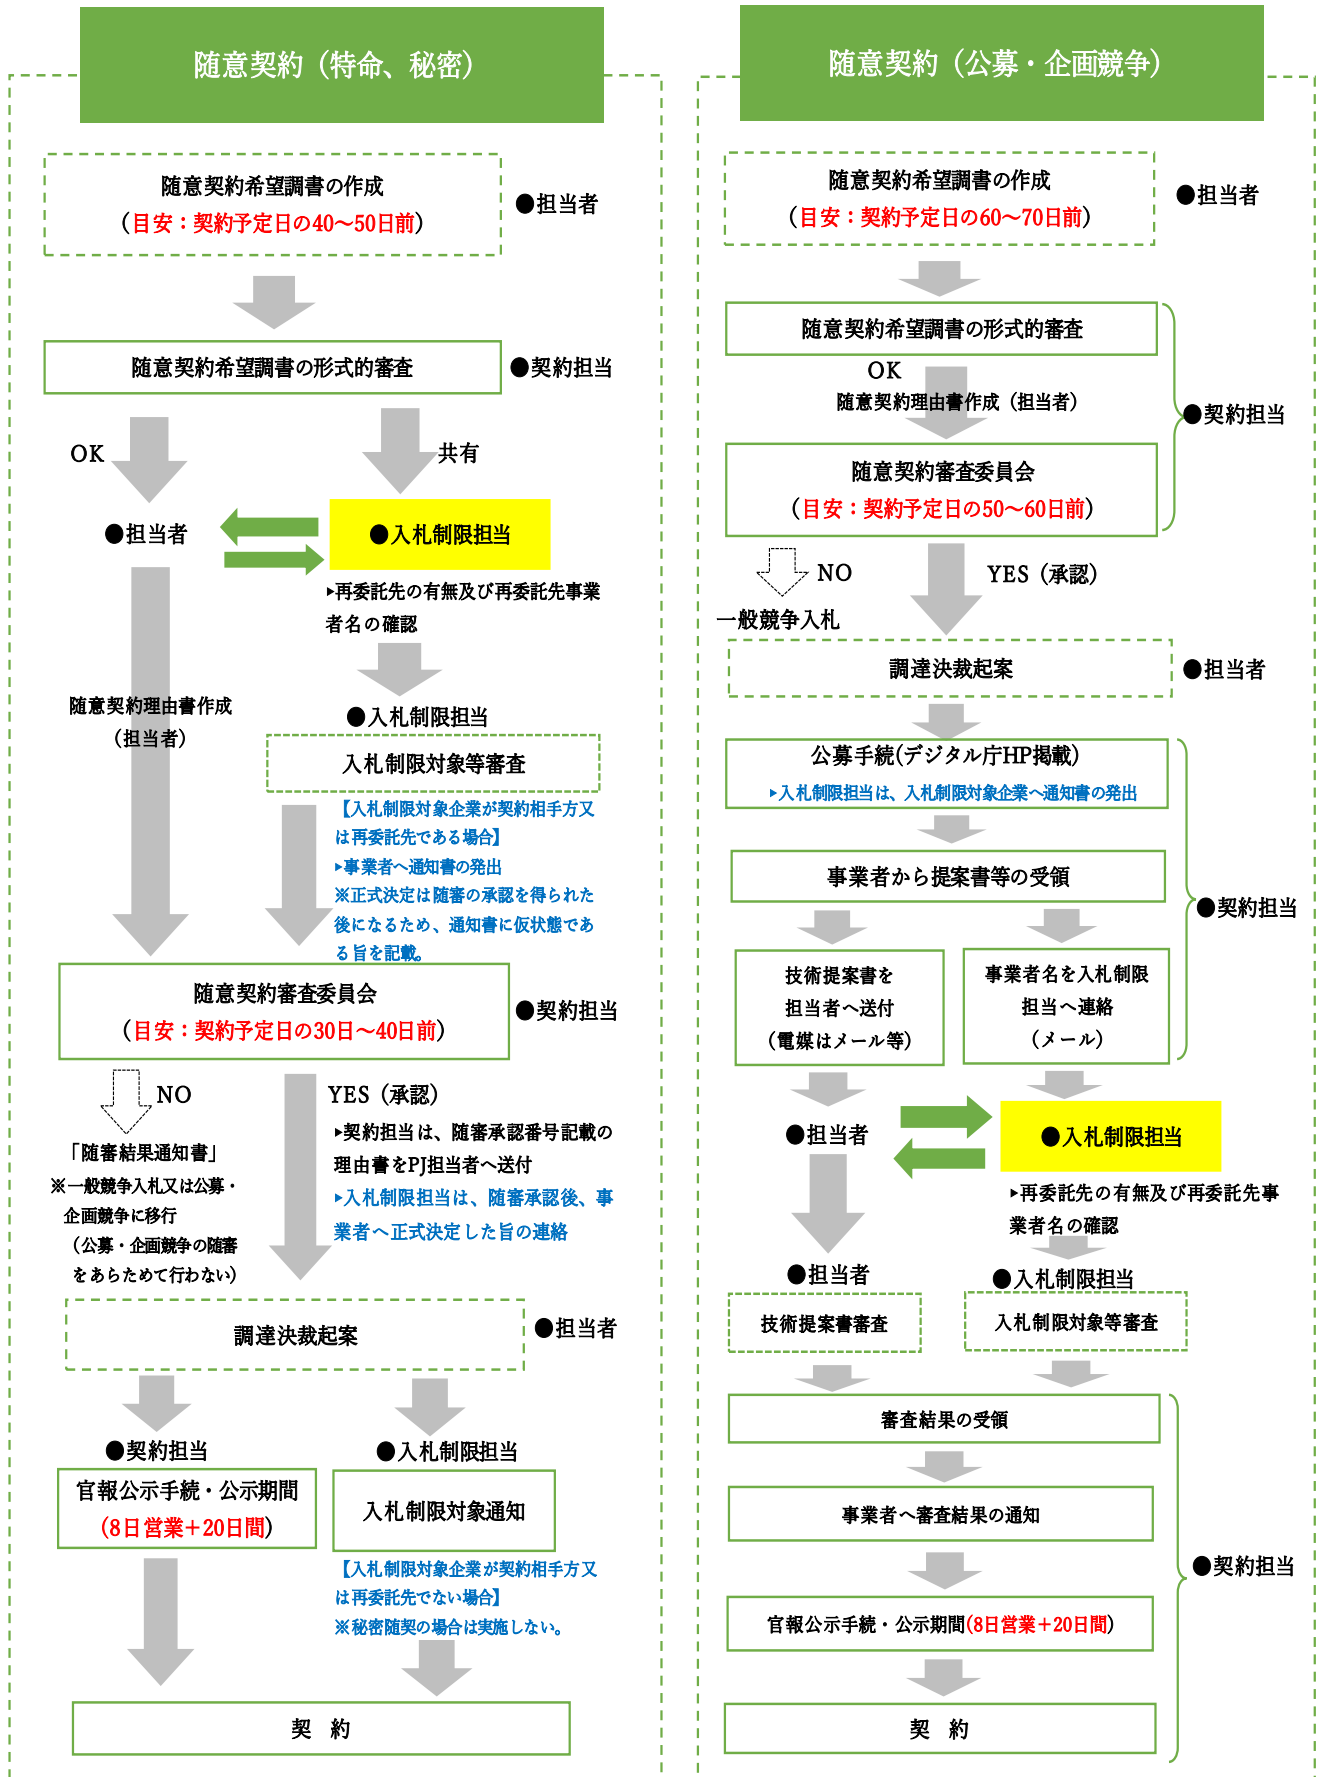 随意契約（特命、秘密）
随意契約希望調書の作成
（目安：契約予定日の40～50日前）
●担当者
随意契約希望調書の形式的審査
●契約担当
OK
共有
●担当者
●入札制限担当
▸再委託先の有無及び再委託先事業
者名の確認
随意契約理由書作成
（担当者）
●入札制限担当
入札制限対象等審査
【入札制限対象企業が契約相手方又
は再委託先である場合】
▸事業者へ通知書の発出
※正式決定は随審の承認を得られた
後になるため、通知書に仮状態であ
る旨を記載。
随意契約審査委員会
（目安：契約予定日の30日～40日前）
●契約担当
NO
YES（承認）
「随審結果通知書」
※一般競争入札又は公募・
企画競争に移行
（公募・企画競争の随審
をあらためて行わない）
▸契約担当は、随審承認番号記載の
理由書をPJ担当者へ送付
▸入札制限担当は、随審承認後、事
業者へ正式決定した旨の連絡
調達決裁起案
●担当者
●契約担当
官報公示手続・公示期間
（8日営業＋20日間）
●入札制限担当
入札制限対象通知
【入札制限対象企業が契約相手方又
は再委託先でない場合】
※秘密随契の場合は実施しない。
契　約
随意契約（公募・企画競争）
随意契約希望調書の作成
（目安：契約予定日の60～70日前）
●担当者
随意契約希望調書の形式的審査
OK
随意契約理由書作成（担当者）
●契約担当
随意契約審査委員会
（目安：契約予定日の50～60日前）
NO
YES（承認）
一般競争入札
調達決裁起案
●担当者
公募手続(デジタル庁HP掲載)
▸入札制限担当は、入札制限対象企業へ通知書の発出
事業者から提案書等の受領
●契約担当
技術提案書を
担当者へ送付
（電媒はメール等）
事業者名を入札制限
担当へ連絡
（メール）
●担当者
●入札制限担当
▸再委託先の有無及び再委託先事
業者名の確認
●担当者
技術提案書審査
●入札制限担当
入札制限対象等審査
審査結果の受領
事業者へ審査結果の通知
●契約担当
官報公示手続・公示期間（8日営業＋20日間）
契　約